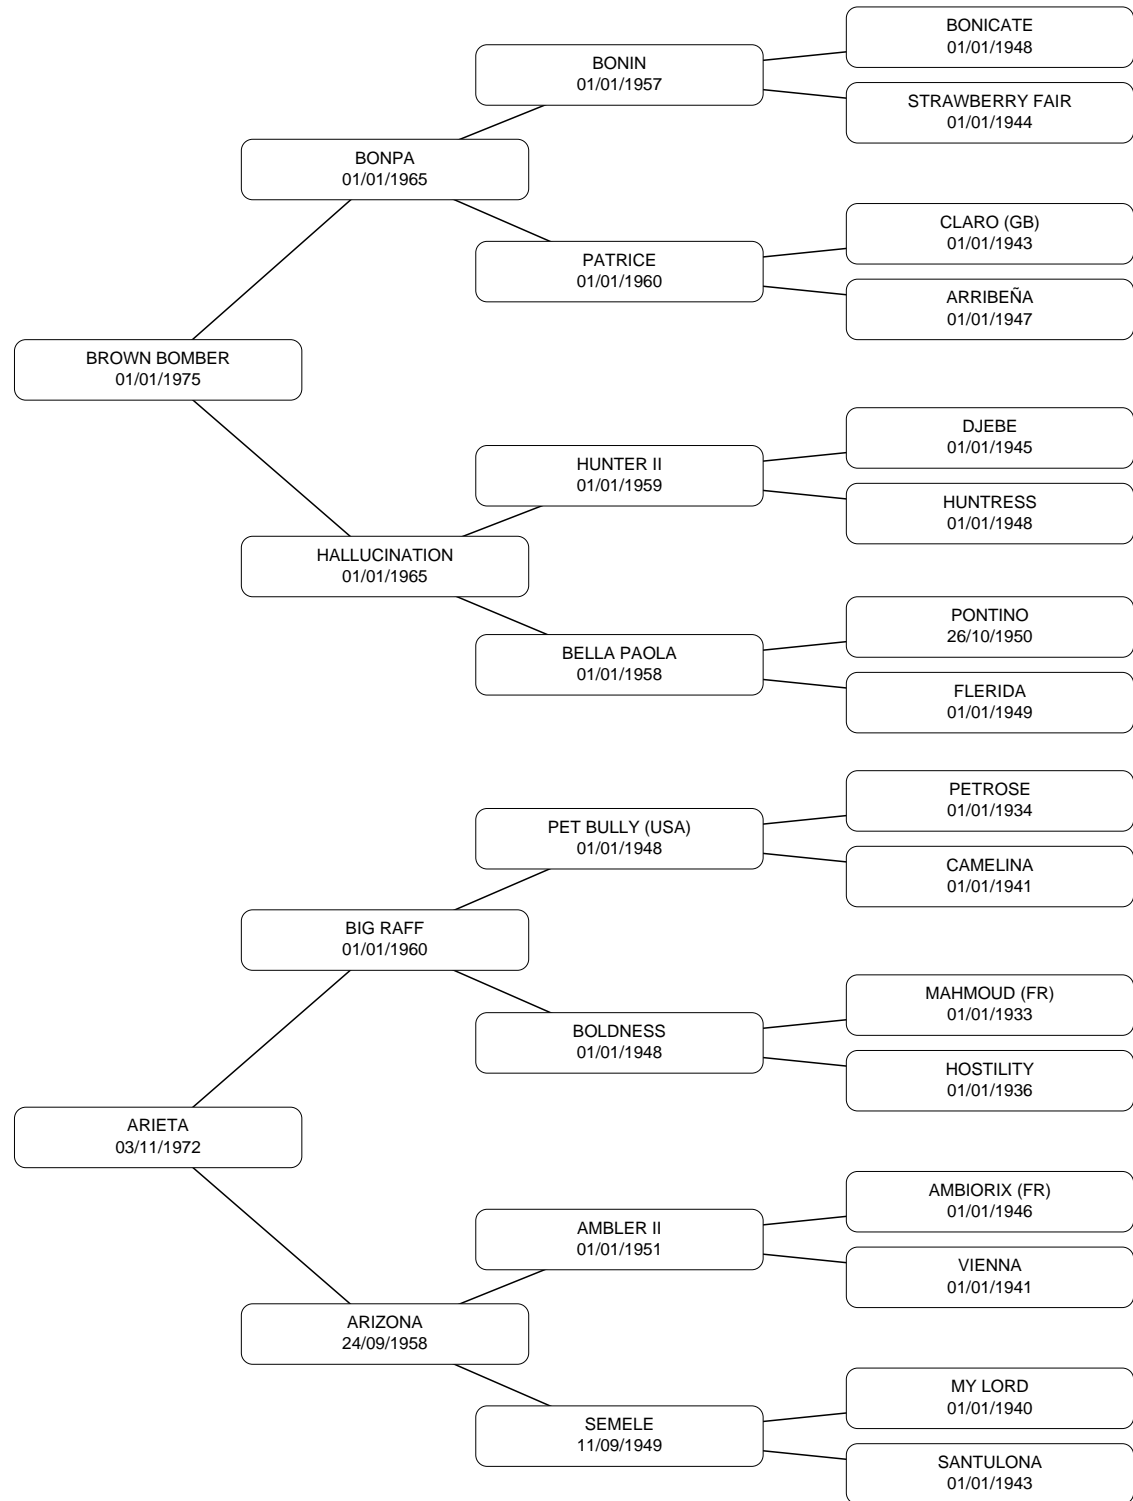 BONICATE
01/01/1948
BONIN
01/01/1957
STRAWBERRY FAIR
01/01/1944
BONPA
01/01/1965
CLARO (GB)
01/01/1943
PATRICE
01/01/1960
ARRIBEÑA
01/01/1947
BROWN BOMBER
01/01/1975
DJEBE
01/01/1945
HUNTER II
01/01/1959
HUNTRESS
01/01/1948
HALLUCINATION
01/01/1965
PONTINO
26/10/1950
BELLA PAOLA
01/01/1958
FLERIDA
01/01/1949
PETROSE
01/01/1934
PET BULLY (USA)
01/01/1948
CAMELINA
01/01/1941
BIG RAFF
01/01/1960
MAHMOUD (FR)
01/01/1933
BOLDNESS
01/01/1948
HOSTILITY
01/01/1936
ARIETA
03/11/1972
AMBIORIX (FR)
01/01/1946
AMBLER II
01/01/1951
VIENNA
01/01/1941
ARIZONA
24/09/1958
MY LORD
01/01/1940
SEMELE
11/09/1949
SANTULONA
01/01/1943